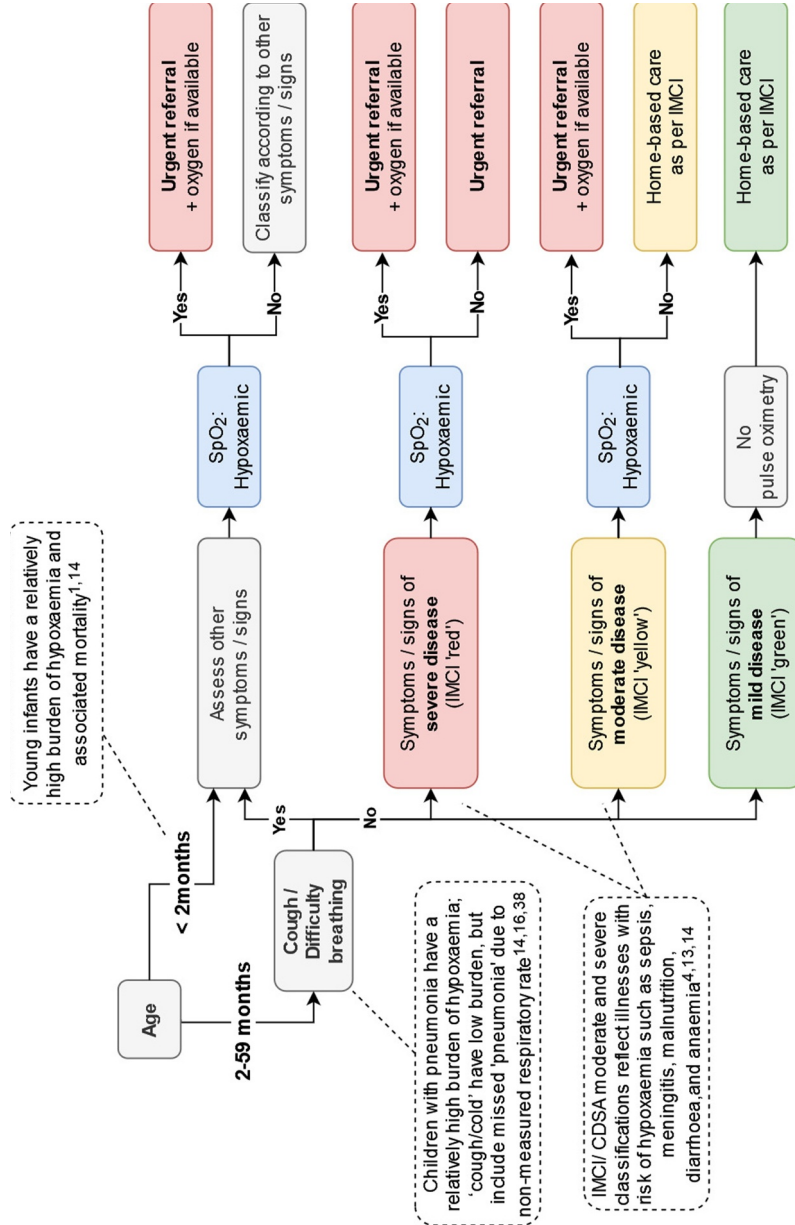 Age
< 2months
2-59 months
Young infants have a relatively
high burden of hypoxaemia and
associated mortality1,14
Cough /
Difficulty
breathing
Yes
No
Children with pneumonia have a
relatively high burden of hypoxaemia;
‘cough/cold’ have low burden, but
include missed 'pneumonia' due to
non-measured respiratory rate14,16,38
IMCI/ CDSA moderate and severe
classifications reflect illnesses with
risk of hypoxaemia such as sepsis,
meningitis, malnutrition,
diarrhoea,and anaemia4,13,14
Assess other
symptoms / signs
SpO2:
Hypoxaemic
Yes
No
Urgent referral
+ oxygen if available
Classify according to other
symptoms / signs
Symptoms / signs of
severe disease
(IMCI 'red')
SpO2:
Hypoxaemic
Yes
No
Urgent referral
+ oxygen if available
Urgent referral
Symptoms / signs of
moderate disease
(IMCI 'yellow')
SpO2:
Hypoxaemic
Yes
No
Urgent referral
+ oxygen if available
Home-based care
as per IMCI
Symptoms / signs of
mild disease
(IMCI 'green')
No
pulse oximetry
Home-based care
as per IMCI